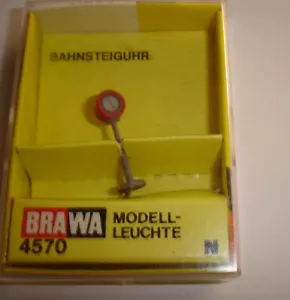 BAHNSTEIGUHR
BRAWA
4570
MODELL-
LEUCHTE
N